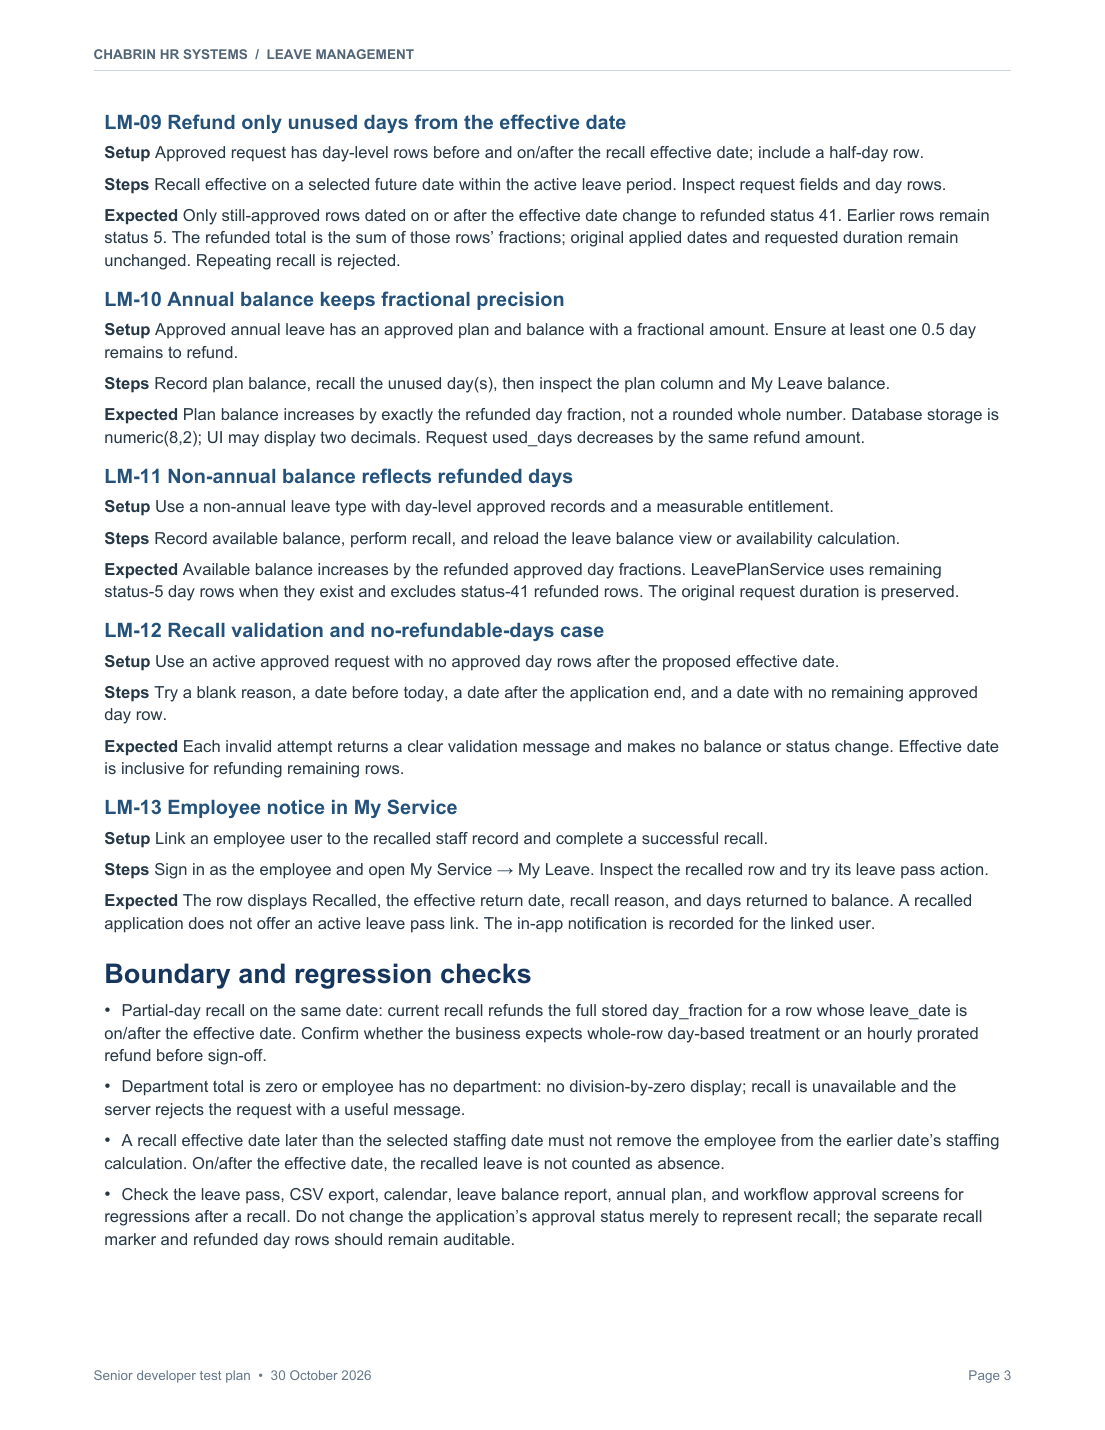 CHABRIN HR SYSTEMS / LEAVE MANAGEMENT
LM-09 Refund only unused days from the effective date
Setup Approved request has day-level rows before and on/after the recall effective date; include a half-day row.
Steps Recall effective on a selected future date within the active leave period. Inspect request fields and day rows.
Expected Only still-approved rows dated on or after the effective date change to refunded status 41. Earlier rows remain
status 5. The refunded total is the sum of those rows’ fractions; original applied dates and requested duration remain
unchanged. Repeating recall is rejected.
LM-10 Annual balance keeps fractional precision
Setup Approved annual leave has an approved plan and balance with a fractional amount. Ensure at least one 0.5 day
remains to refund.
Steps Record plan balance, recall the unused day(s), then inspect the plan column and My Leave balance.
Expected Plan balance increases by exactly the refunded day fraction, not a rounded whole number. Database storage is
numeric(8,2); UI may display two decimals. Request used_days decreases by the same refund amount.
LM-11 Non-annual balance reflects refunded days
Setup Use a non-annual leave type with day-level approved records and a measurable entitlement.
Steps Record available balance, perform recall, and reload the leave balance view or availability calculation.
Expected Available balance increases by the refunded approved day fractions. LeavePlanService uses remaining
status-5 day rows when they exist and excludes status-41 refunded rows. The original request duration is preserved.
LM-12 Recall validation and no-refundable-days case
Setup Use an active approved request with no approved day rows after the proposed effective date.
Steps Try a blank reason, a date before today, a date after the application end, and a date with no remaining approved
day row.
Expected Each invalid attempt returns a clear validation message and makes no balance or status change. Effective date
is inclusive for refunding remaining rows.
LM-13 Employee notice in My Service
Setup Link an employee user to the recalled staff record and complete a successful recall.
Steps Sign in as the employee and open My Service → My Leave. Inspect the recalled row and try its leave pass action.
Expected The row displays Recalled, the effective return date, recall reason, and days returned to balance. A recalled
application does not offer an active leave pass link. The in-app notification is recorded for the linked user.
Boundary and regression checks
• Partial-day recall on the same date: current recall refunds the full stored day_fraction for a row whose leave_date is
on/after the effective date. Confirm whether the business expects whole-row day-based treatment or an hourly prorated
refund before sign-off.
• Department total is zero or employee has no department: no division-by-zero display; recall is unavailable and the
server rejects the request with a useful message.
• A recall effective date later than the selected staffing date must not remove the employee from the earlier date’s staffing
calculation. On/after the effective date, the recalled leave is not counted as absence.
• Check the leave pass, CSV export, calendar, leave balance report, annual plan, and workflow approval screens for
regressions after a recall. Do not change the application’s approval status merely to represent recall; the separate recall
marker and refunded day rows should remain auditable.
Senior developer test plan • 30 October 2026
Page 3